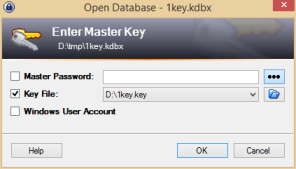 Open Database - 1key.kdbx
Enter Master Key
D:\tmp\1key.kdbx
Master Password:
Key File: D:\1key.key
Windows User Account
Help OK Cancel